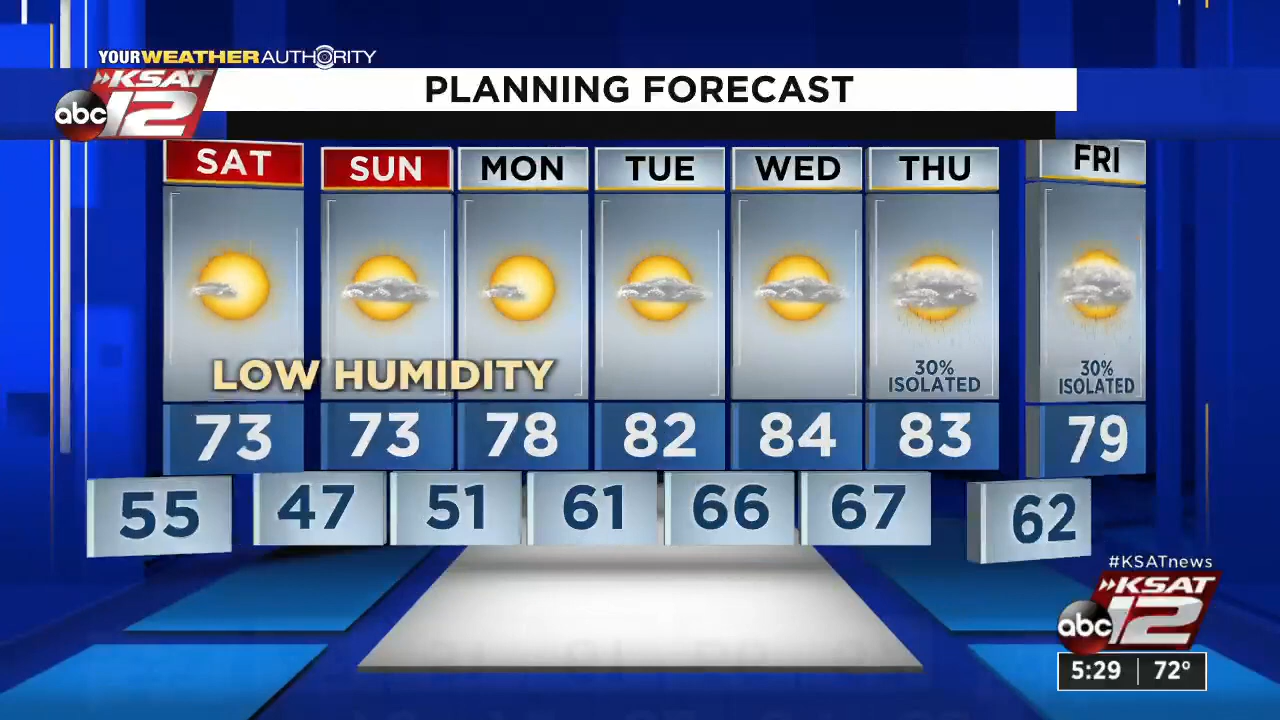 YOURWEATHERAUTHORITY
KSAT
abc 12
PLANNING FORECAST
SAT SUN MON TUE WED THU FRI
LOW HUMIDITY
30% ISOLATED
30% ISOLATED
73 73 78 82 84 83 79
55 47 51 61 66 67 62
#KSATnews
KSAT
abc 12
5:29 72°